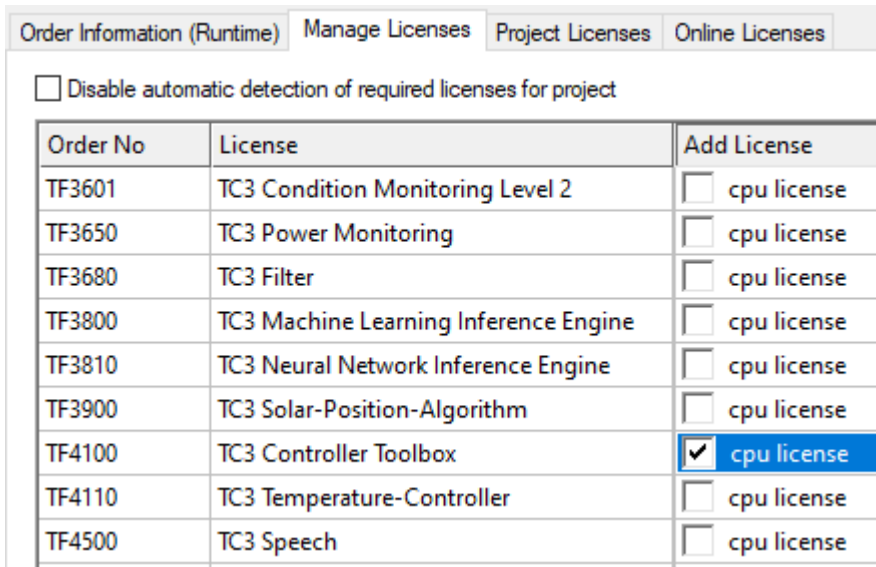 Order Information (Runtime) Manage Licenses Project Licenses Online Licenses
Disable automatic detection of required licenses for project
Order No License Add License
TF3601 TC3 Condition Monitoring Level 2 cpu license
TF3650 TC3 Power Monitoring cpu license
TF3680 TC3 Filter cpu license
TF3800 TC3 Machine Learning Inference Engine cpu license
TF3810 TC3 Neural Network Inference Engine cpu license
TF3900 TC3 Solar-Position-Algorithm cpu license
TF4100 TC3 Controller Toolbox cpu license
TF4110 TC3 Temperature-Controller cpu license
TF4500 TC3 Speech cpu license